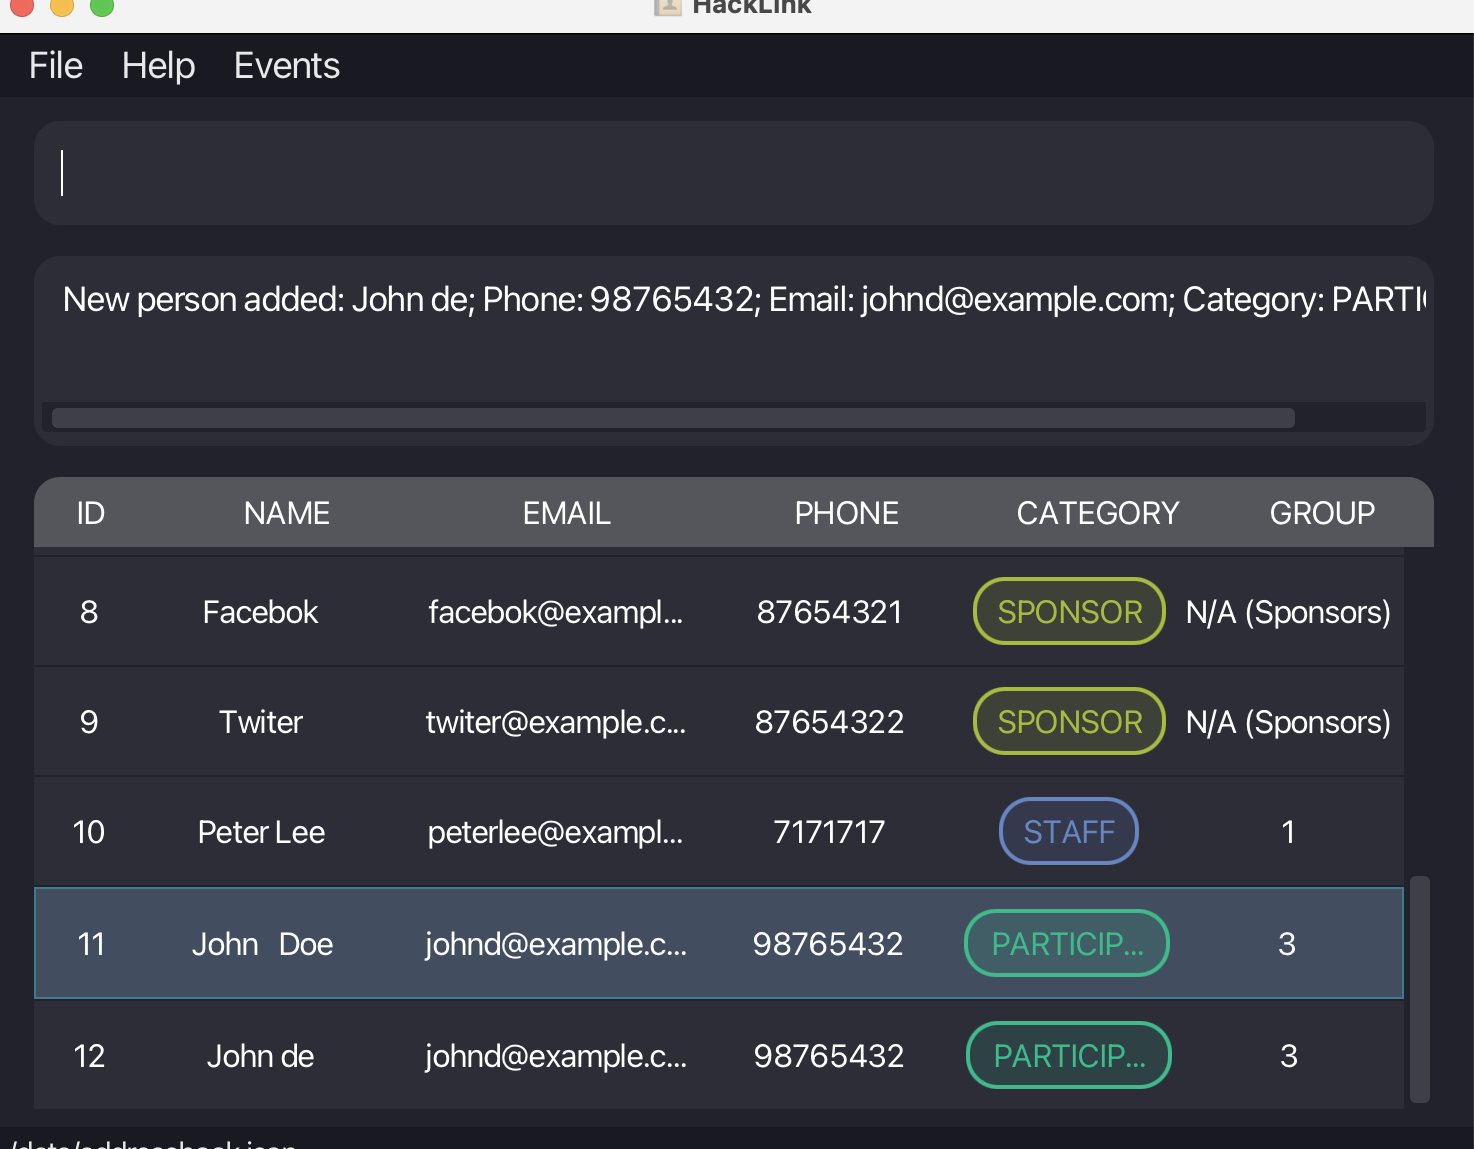 HackLink
File Help Events
New person added: John de; Phone: 98765432; Email: johnd@example.com; Category: PARTI
ID NAME EMAIL PHONE CATEGORY GROUP
8 Facebok facebok@exampl... 87654321 SPONSOR N/A (Sponsors)
9 Twiter twiter@example.c... 87654322 SPONSOR N/A (Sponsors)
10 Peter Lee peterlee@exampl... 7171717 STAFF 1
11 John   Doe johnd@example.c... 98765432 PARTICIP... 3
12 John de johnd@example.c... 98765432 PARTICIP... 3
/data/addressbook.json